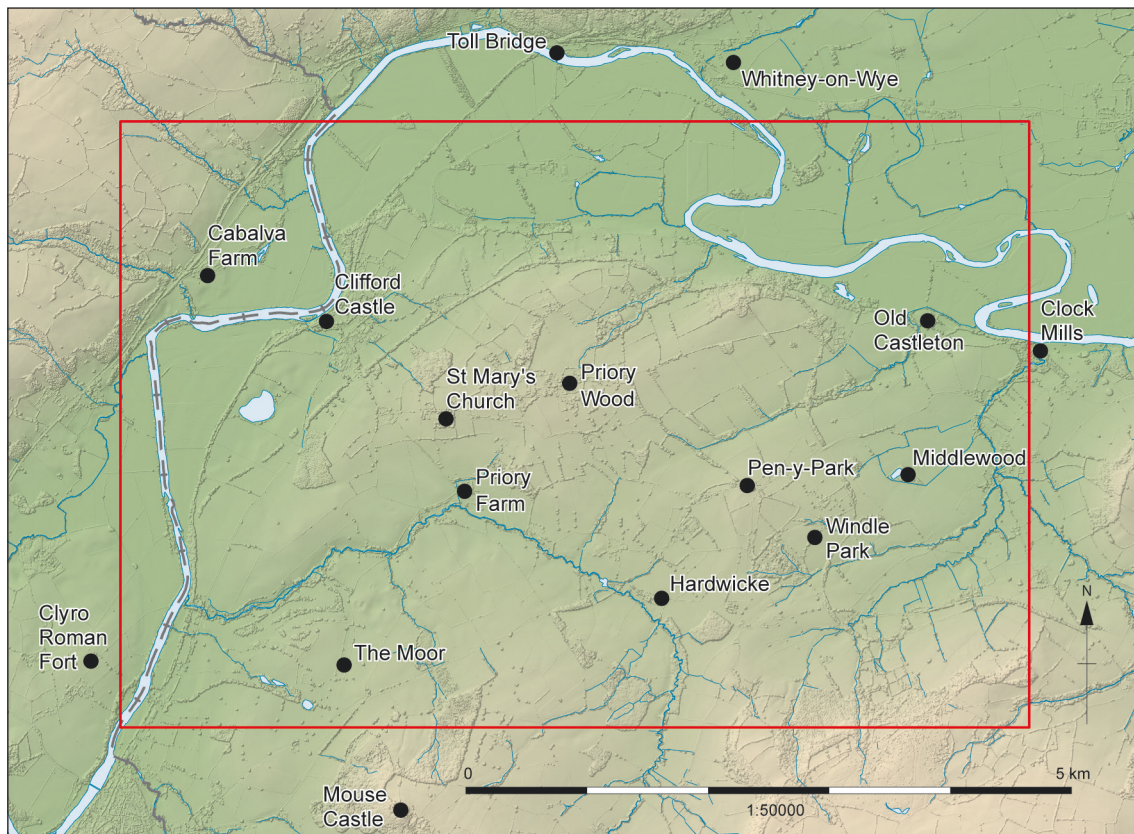 Toll Bridge
Whitney-on-Wye
Cabalva
Farm
Clifford
Castle
Old
Castleton
Clock
Mills
St Mary's
Church
Priory
Wood
Priory
Farm
Pen-y-Park
Middlewood
Windle
Park
Hardwicke
Clyro
Roman
Fort
The Moor
N
Mouse
Castle
0
5 km
1:50000